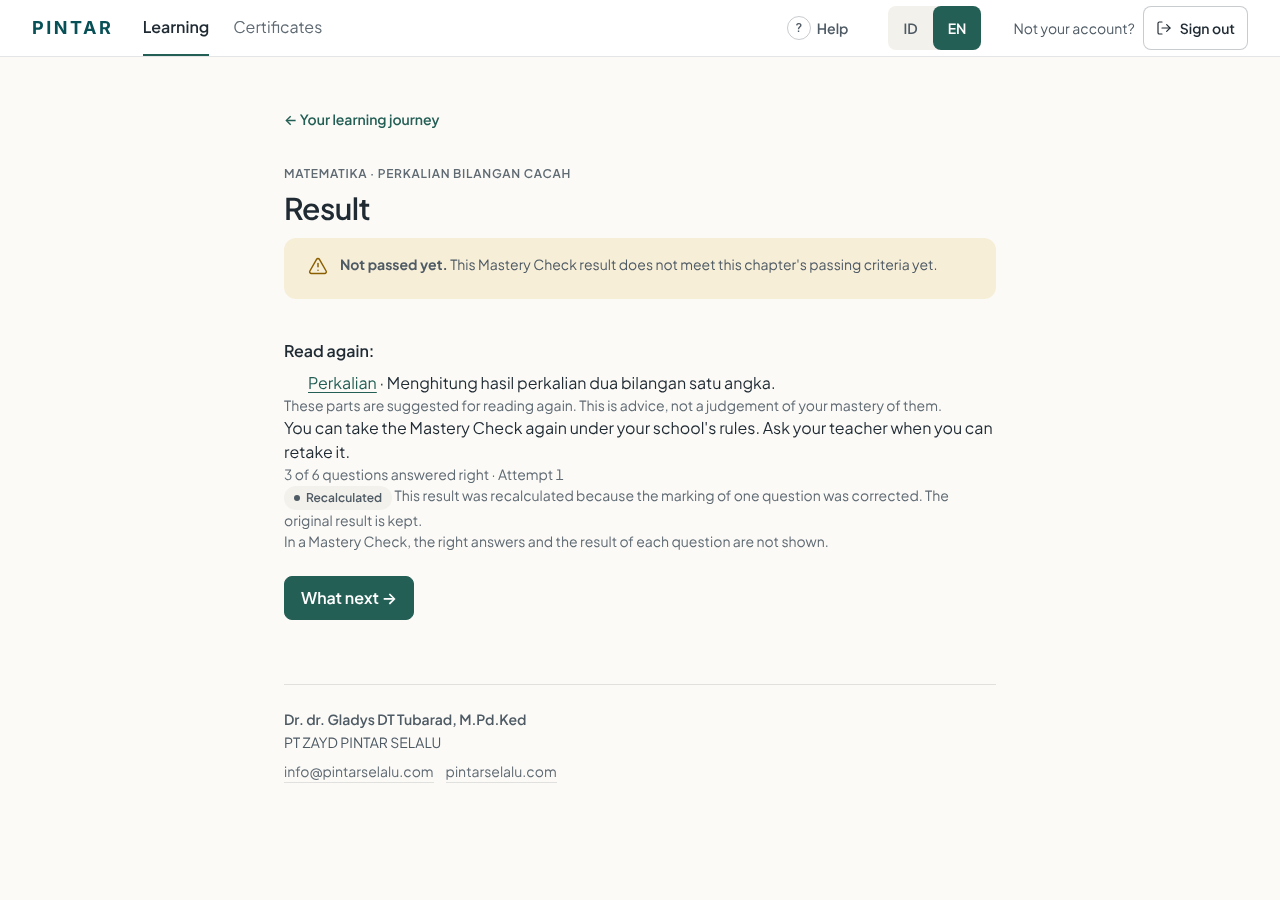 PINTAR
Learning
Certificates
? Help
ID
EN
Not your account?
Sign out
← Your learning journey
MATEMATIKA · PERKALIAN BILANGAN CACAH
Result
Not passed yet. This Mastery Check result does not meet this chapter's passing criteria yet.
Read again:
Perkalian · Menghitung hasil perkalian dua bilangan satu angka.
These parts are suggested for reading again. This is advice, not a judgement of your mastery of them.
You can take the Mastery Check again under your school's rules. Ask your teacher when you can
retake it.
3 of 6 questions answered right · Attempt 1
Recalculated This result was recalculated because the marking of one question was corrected. The
original result is kept.
In a Mastery Check, the right answers and the result of each question are not shown.
What next →
Dr. dr. Gladys DT Tubarad, M.Pd.Ked
PT ZAYD PINTAR SELALU
info@pintarselalu.com pintarselalu.com